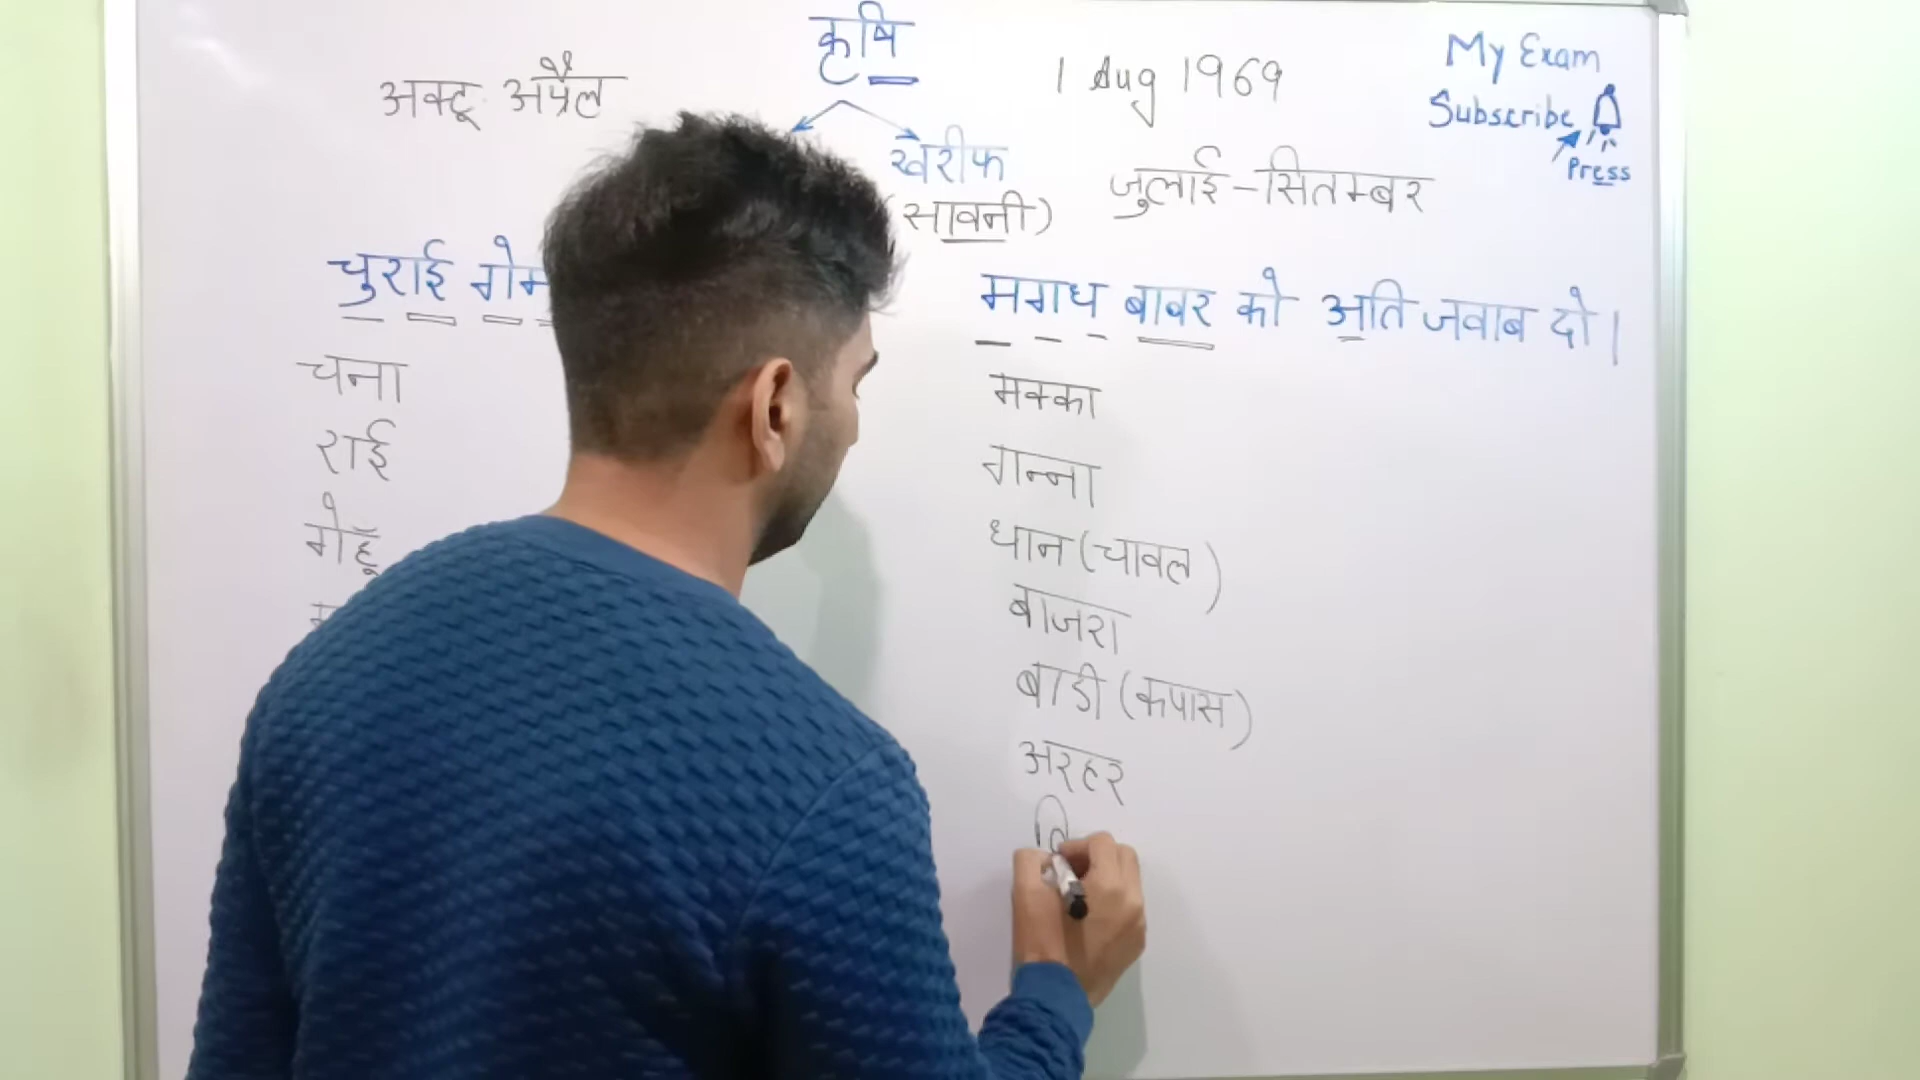 कृषि
अक्टू. अप्रैल
1 Aug 1969
My Exam
Subscribe
Press
खरीफ
(सावनी)
जुलाई-सितम्बर
चुराई गेम
मगध बाबर को अति जवाब दो।
चना
राई
गेहूँ
मक्का
गन्ना
धान (चावल)
बाजरा
बाडी (कपास)
अरहर
ति